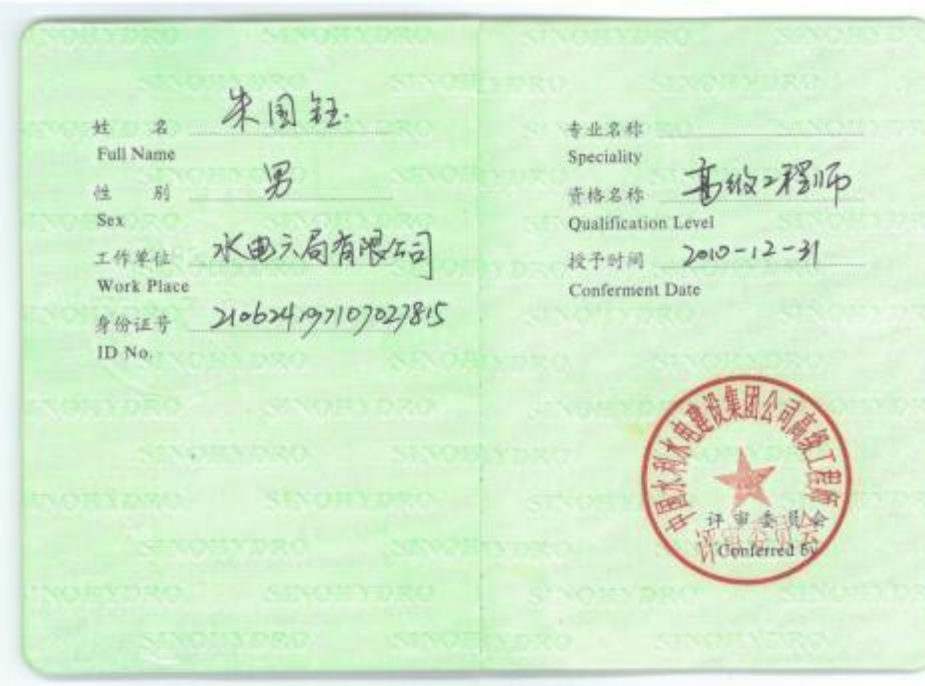 姓 名 朱国钰
Full Name
性 别 男
Sex
工作单位 水电六局有限公司
Work Place
身份证号 210624197107027815
ID No.
专业名称
Speciality
资格名称 高级工程师
Qualification Level
授予时间 2010-12-31
Conferment Date
中国水利水电建设集团公司高级工程师
评审委员会
评审委员会
Conferred by
SINOHYDRO